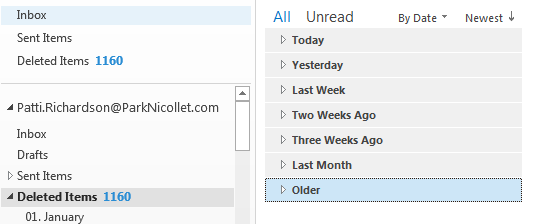 Inbox
Sent Items
Deleted Items 1160
Patti.Richardson@ParkNicollet.com
Inbox
Drafts
Sent Items
Deleted Items 1160
01. January
All Unread By Date Newest
Today
Yesterday
Last Week
Two Weeks Ago
Three Weeks Ago
Last Month
Older